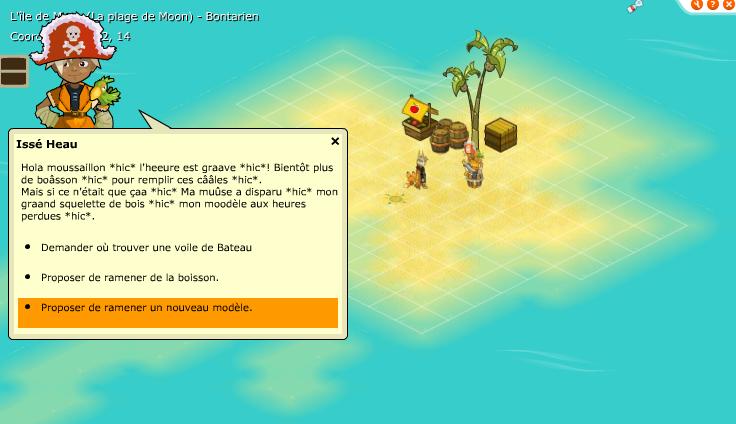 L'île de Moon (La plage de Moon) - Bontarien
2, 14
Issé Heau
Hola moussaillon *hic* l'heeure est graave *hic*! Bientôt plus
de boâsson *hic* pour remplir ces cââles *hic*.
Mais si ce n'était que çaa *hic* Ma muûse a disparu *hic* mon
graand squelette de bois *hic* mon moodèle aux heures
perdues *hic*.
Demander où trouver une voile de Bateau
Proposer de ramener de la boisson.
Proposer de ramener un nouveau modèle.